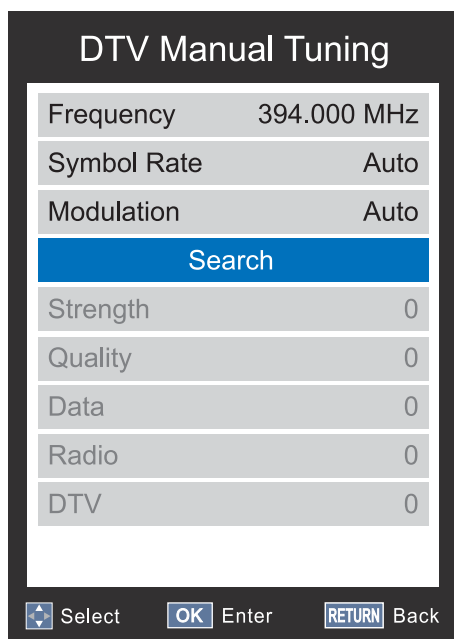 DTV Manual Tuning
Frequency 394.000 MHz
Symbol Rate Auto
Modulation Auto
Search
Strength 0
Quality 0
Data 0
Radio 0
DTV 0
Select OK Enter RETURN Back